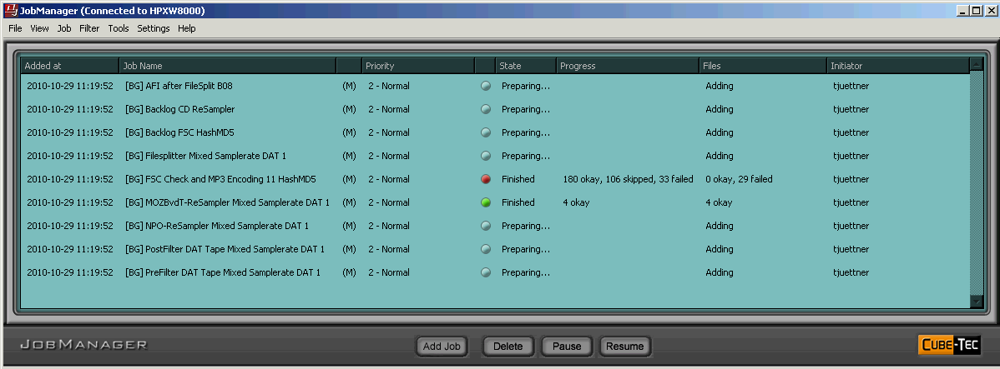 JobManager (Connected to HPXW8000)
File View Job Filter Tools Settings Help
Added at Job Name Priority State Progress Files Initiator
2010-10-29 11:19:52 [BG] AFI after FileSplit B08 (M) 2 - Normal Preparing... Adding tjuettner
2010-10-29 11:19:52 [BG] Backlog CD ReSampler (M) 2 - Normal Preparing... Adding tjuettner
2010-10-29 11:19:52 [BG] Backlog FSC HashMD5 (M) 2 - Normal Preparing... Adding tjuettner
2010-10-29 11:19:52 [BG] Filesplitter Mixed Samplerate DAT 1 (M) 2 - Normal Preparing... Adding tjuettner
2010-10-29 11:19:52 [BG] FSC Check and MP3 Encoding 11 HashMD5 (M) 2 - Normal Finished 180 okay, 106 skipped, 33 failed 0 okay, 29 failed tjuettner
2010-10-29 11:19:52 [BG] MOZBvdT-ReSampler Mixed Samplerate DAT 1 (M) 2 - Normal Finished 4 okay 4 okay tjuettner
2010-10-29 11:19:52 [BG] NPO-ReSampler Mixed Samplerate DAT 1 (M) 2 - Normal Preparing... Adding tjuettner
2010-10-29 11:19:52 [BG] PostFilter DAT Tape Mixed Samplerate DAT 1 (M) 2 - Normal Preparing... Adding tjuettner
2010-10-29 11:19:52 [BG] PreFilter DAT Tape Mixed Samplerate DAT 1 (M) 2 - Normal Preparing... Adding tjuettner
JOBMANAGER Add Job Delete Pause Resume CUBE-TEC